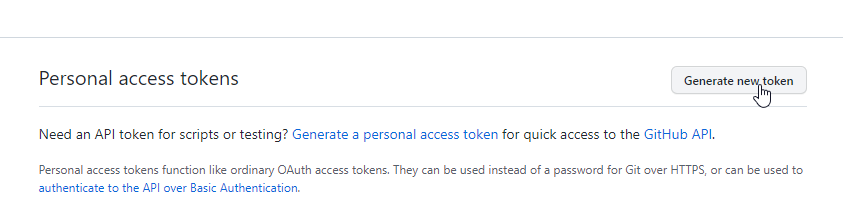 Personal access tokens
Generate new token
Need an API token for scripts or testing? Generate a personal access token for quick access to the GitHub API.
Personal access tokens function like ordinary OAuth access tokens. They can be used instead of a password for Git over HTTPS, or can be used to
authenticate to the API over Basic Authentication.